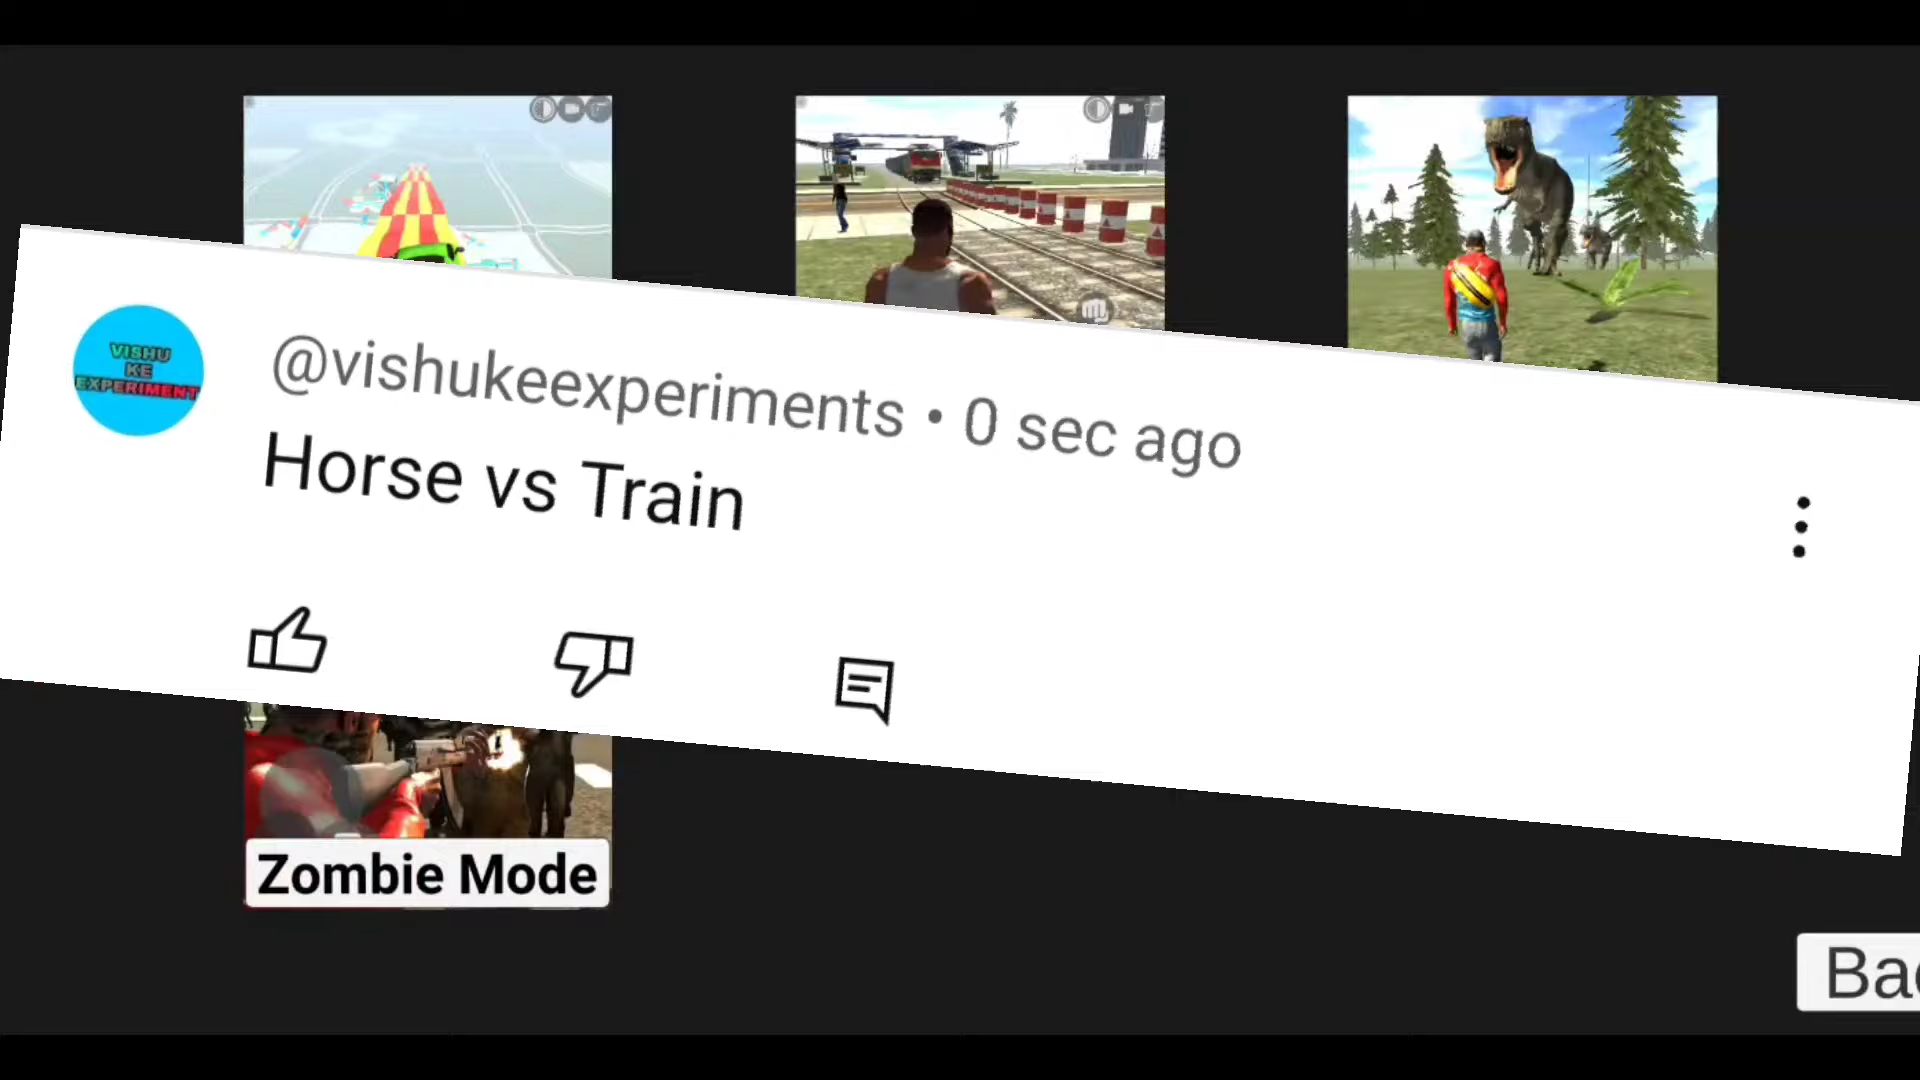 VISHU
KE
EXPERIMENT
@vishukeexperiments • 0 sec ago
Horse vs Train
Zombie Mode